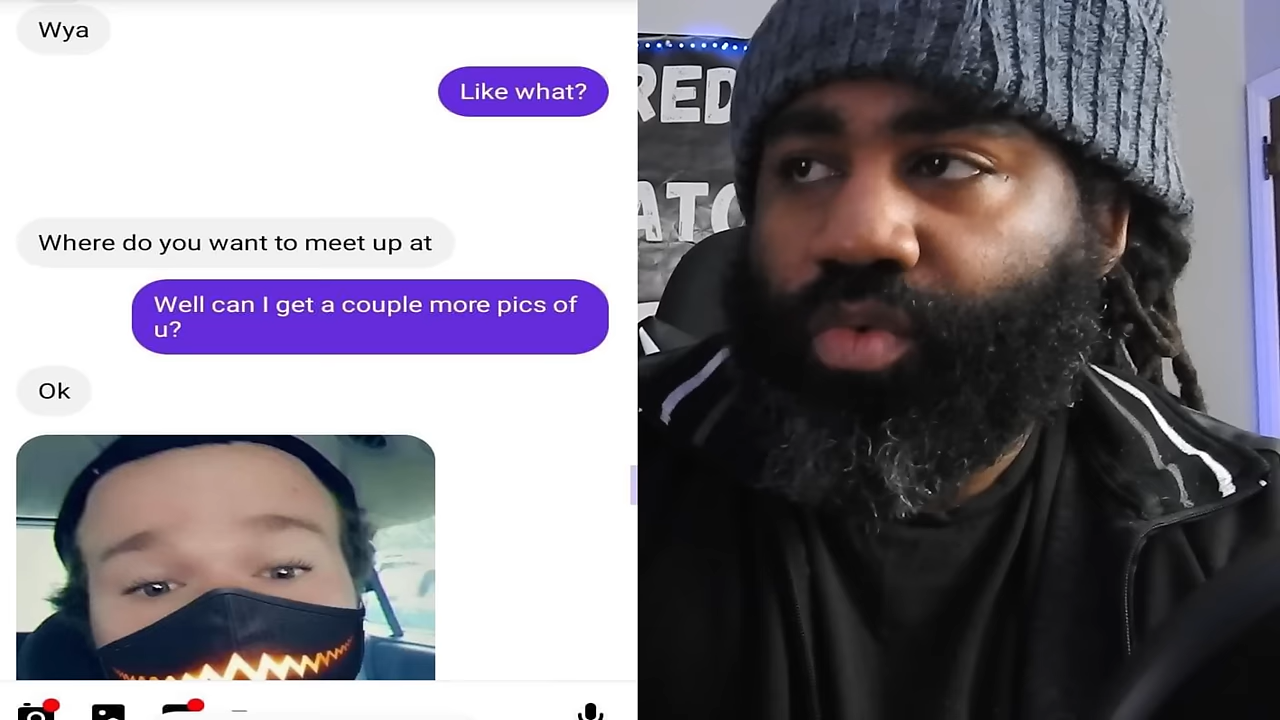 Wya
Like what?
Where do you want to meet up at
Well can I get a couple more pics of
u?
Ok
RED
ATC